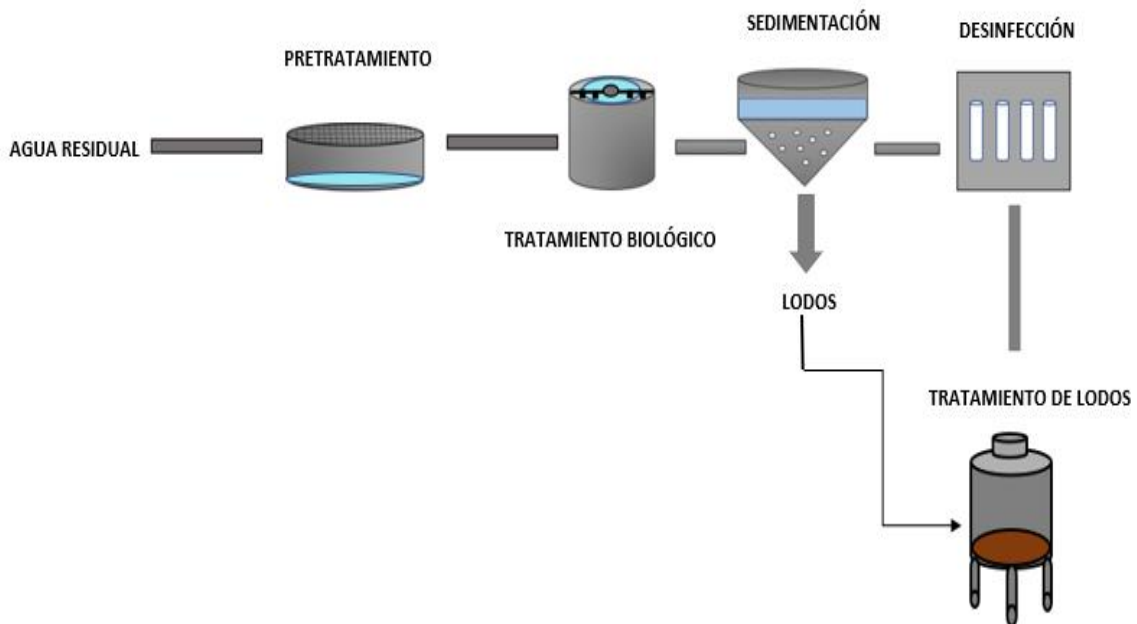 SEDIMENTACIÓN
DESINFECCIÓN
PRETRATAMIENTO
AGUA RESIDUAL
TRATAMIENTO BIOLÓGICO
LODOS
TRATAMIENTO DE LODOS